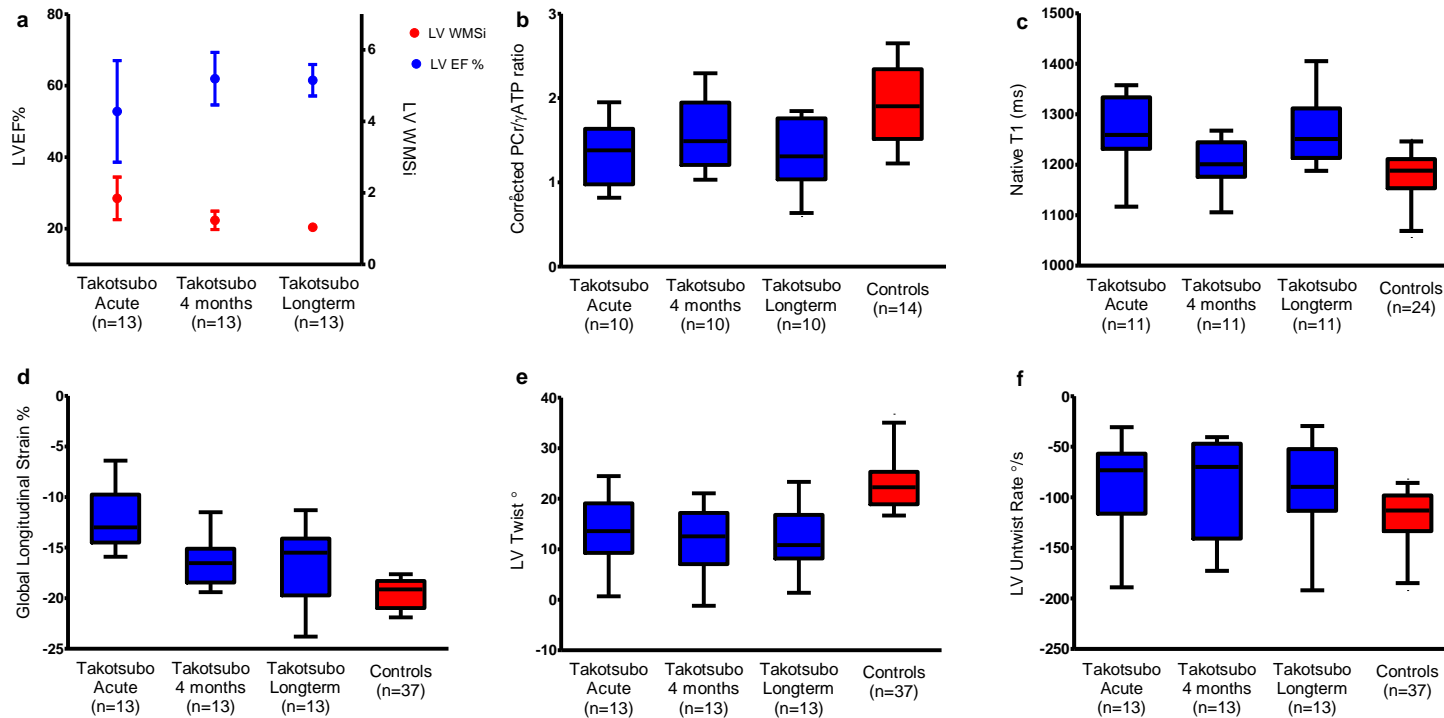 a
80
60
40
20
LVEF%
6
4
2
0
LV WMSi
LV WMSi
LV EF %
Takotsubo
Acute
(n=13)
Takotsubo
4 months
(n=13)
Takotsubo
Longterm
(n=13)
b
3
2
1
0
Corrected PCr/γATP ratio
Takotsubo
Acute
(n=10)
Takotsubo
4 months
(n=10)
Takotsubo
Longterm
(n=10)
Controls
(n=14)
c
1500
1400
1300
1200
1100
1000
Native T1 (ms)
Takotsubo
Acute
(n=11)
Takotsubo
4 months
(n=11)
Takotsubo
Longterm
(n=11)
Controls
(n=24)
d
0
-5
-10
-15
-20
-25
Global Longitudinal Strain %
Takotsubo
Acute
(n=13)
Takotsubo
4 months
(n=13)
Takotsubo
Longterm
(n=13)
Controls
(n=37)
e
40
30
20
10
0
-10
LV Twist °
Takotsubo
Acute
(n=13)
Takotsubo
4 months
(n=13)
Takotsubo
Longterm
(n=13)
Controls
(n=37)
f
0
-50
-100
-150
-200
-250
LV Untwist Rate °/s
Takotsubo
Acute
(n=13)
Takotsubo
4 months
(n=13)
Takotsubo
Longterm
(n=13)
Controls
(n=37)